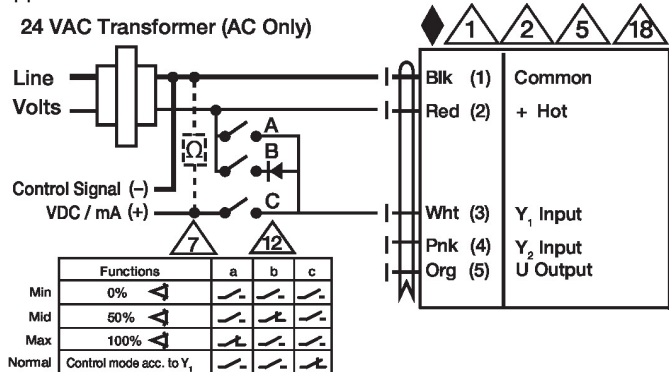 24 VAC Transformer (AC Only)
1 2 5 18
Line
Volts
Blk (1) Common
Red (2) + Hot
A
Ω
B
Control Signal (–)
VDC / mA (+)
C
Wht (3) Y₁ Input
Pnk (4) Y₂ Input
Org (5) U Output
7 12
Functions a b c
Min 0%
Mid 50%
Max 100%
Normal Control mode acc. to Y₁